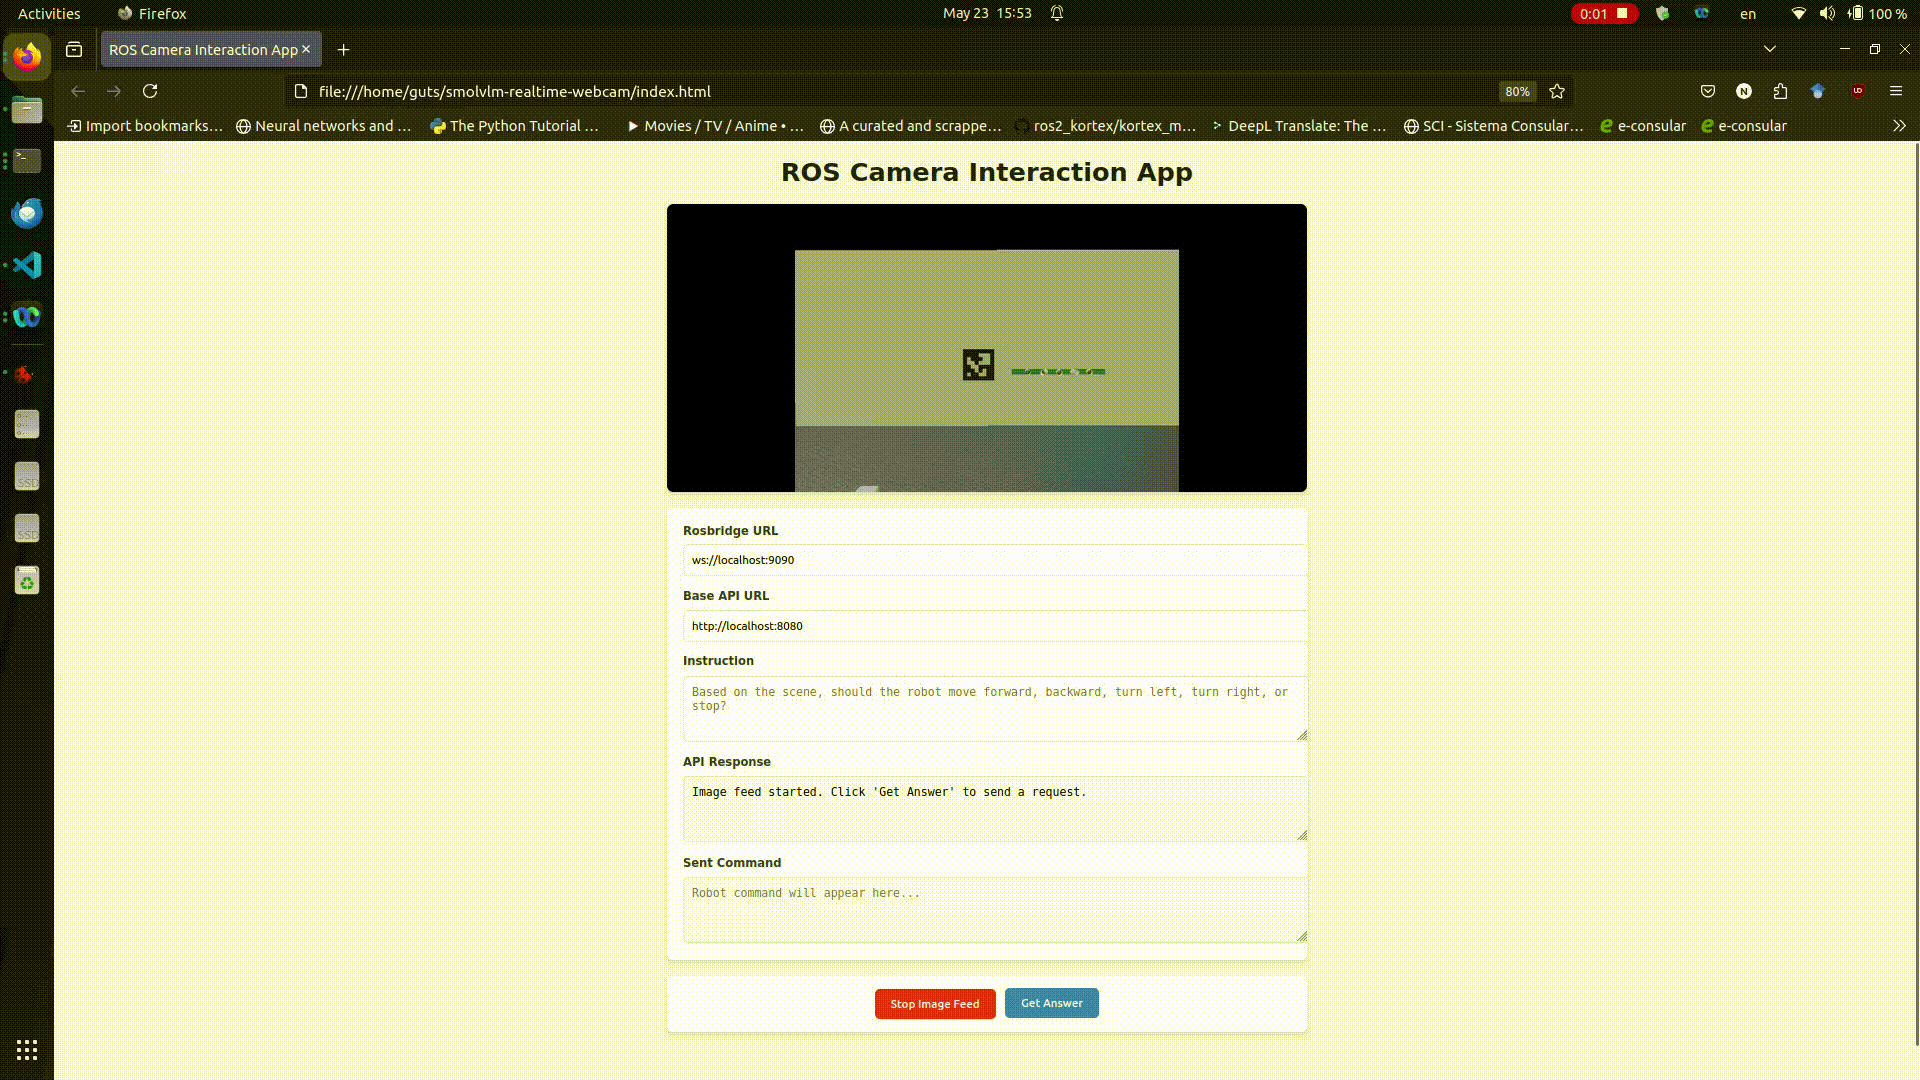 Activities
Firefox
May 23 15:53
0:01
en
100 %
ROS Camera Interaction App
file:///home/guts/smolvlm-realtime-webcam/index.html
80%
Import bookmarks...
Neural networks and ...
The Python Tutorial ...
Movies / TV / Anime • ...
A curated and scrappe...
ros2_kortex/kortex_m...
DeepL Translate: The ...
SCI - Sistema Consular...
e-consular
e-consular
ROS Camera Interaction App
Rosbridge URL
ws://localhost:9090
Base API URL
http://localhost:8080
Instruction
Based on the scene, should the robot move forward, backward, turn left, turn right, or
stop?
API Response
Image feed started. Click 'Get Answer' to send a request.
Sent Command
Robot command will appear here...
Stop Image Feed
Get Answer
SSD
SSD